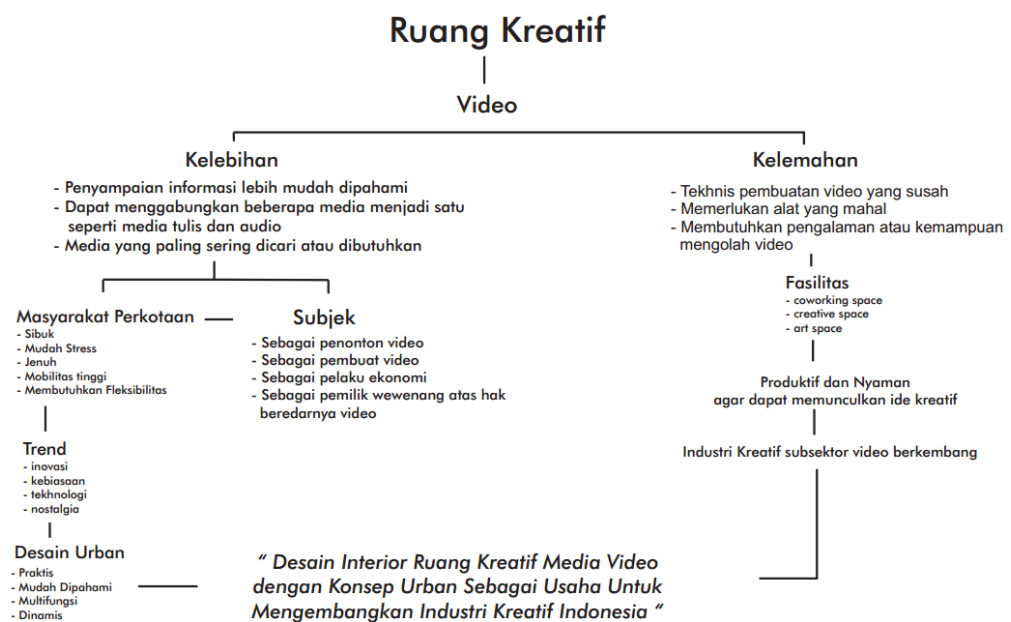 Ruang Kreatif
Video
Kelebihan
- Penyampaian informasi lebih mudah dipahami
- Dapat menggabungkan beberapa media menjadi satu
seperti media tulis dan audio
- Media yang paling sering dicari atau dibutuhkan
Kelemahan
- Tekhnis pembuatan video yang susah
- Memerlukan alat yang mahal
- Membutuhkan pengalaman atau kemampuan
mengolah video
Masyarakat Perkotaan
- Sibuk
- Mudah Stress
- Jenuh
- Mobilitas tinggi
- Membutuhkan Fleksibilitas
Subjek
- Sebagai penonton video
- Sebagai pembuat video
- Sebagai pelaku ekonomi
- Sebagai pemilik wewenang atas hak
beredarnya video
Fasilitas
- coworking space
- creative space
- art space
Produktif dan Nyaman
agar dapat memunculkan ide kreatif
Industri Kreatif subsektor video berkembang
Trend
- inovasi
- kebiasaan
- tekhnologi
- nostalgia
Desain Urban
- Praktis
- Mudah Dipahami
- Multifungsi
- Dinamis
“ Desain Interior Ruang Kreatif Media Video
dengan Konsep Urban Sebagai Usaha Untuk
Mengembangkan Industri Kreatif Indonesia “